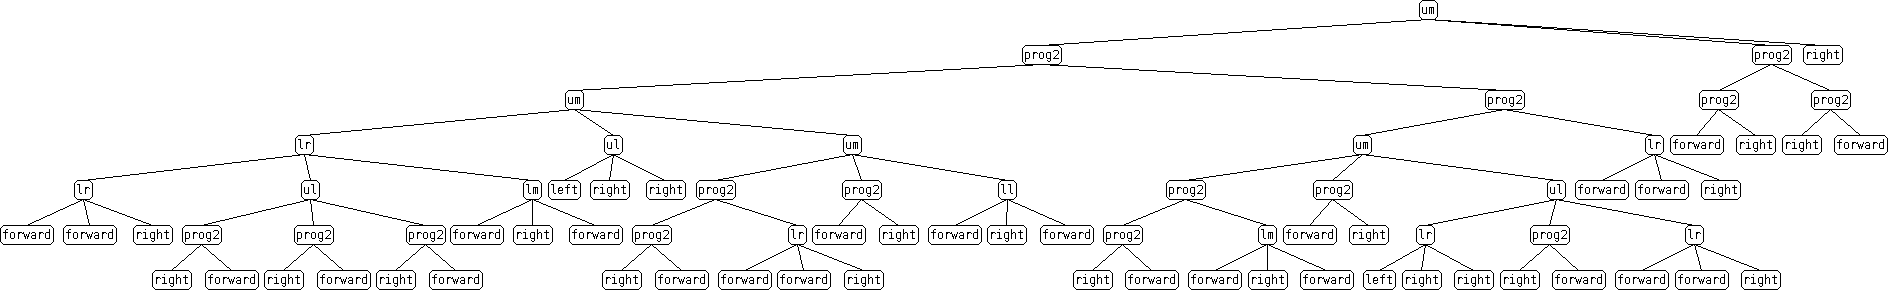 um
prog2 prog2 right
um prog2 prog2 prog2
lr ul um um lr forward right right forward
lr ul lm left right right prog2 prog2 ll prog2 prog2 ul forward forward right
forward forward right prog2 prog2 prog2 forward right forward prog2 lr forward right forward right forward prog2 lm forward right lr prog2 lr
right forward right forward right forward right forward forward forward right right forward forward right forward left right right right forward forward forward right